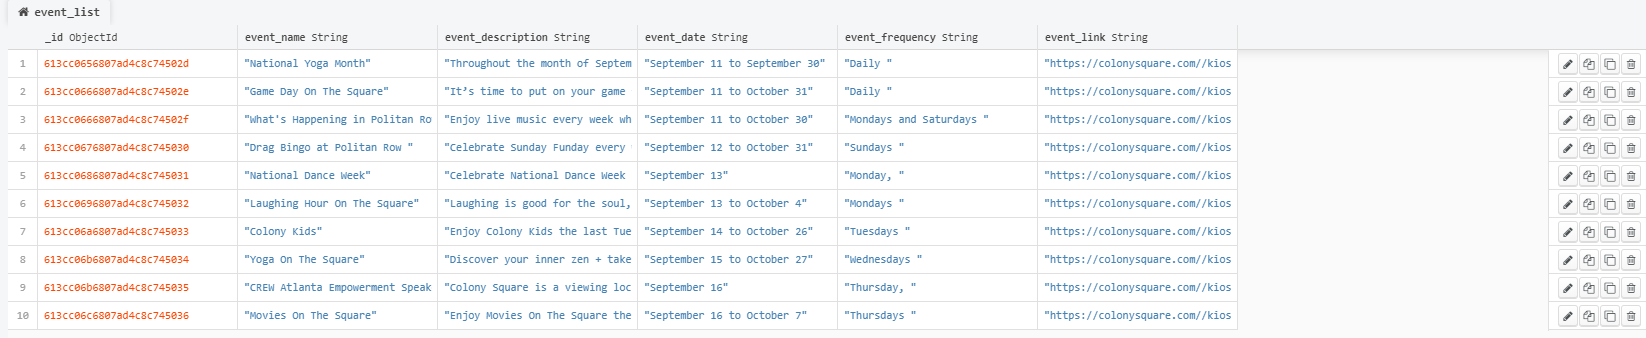 event_list
_id ObjectId event_name String event_description String event_date String event_frequency String event_link String
1 613cc0656807ad4c8c74502d "National Yoga Month" "Throughout the month of Septem "September 11 to September 30" "Daily " "https://colonysquare.com//kios
2 613cc0666807ad4c8c74502e "Game Day On The Square" "It’s time to put on your game "September 11 to October 31" "Daily " "https://colonysquare.com//kios
3 613cc0666807ad4c8c74502f "What's Happening in Politan Ro "Enjoy live music every week wh "September 11 to October 30" "Mondays and Saturdays " "https://colonysquare.com//kios
4 613cc0676807ad4c8c745030 "Drag Bingo at Politan Row " "Celebrate Sunday Funday every "September 12 to October 31" "Sundays " "https://colonysquare.com//kios
5 613cc0686807ad4c8c745031 "National Dance Week" "Celebrate National Dance Week "September 13" "Monday, " "https://colonysquare.com//kios
6 613cc0696807ad4c8c745032 "Laughing Hour On The Square" "Laughing is good for the soul, "September 13 to October 4" "Mondays " "https://colonysquare.com//kios
7 613cc06a6807ad4c8c745033 "Colony Kids" "Enjoy Colony Kids the last Tue "September 14 to October 26" "Tuesdays " "https://colonysquare.com//kios
8 613cc06b6807ad4c8c745034 "Yoga On The Square" "Discover your inner zen + take "September 15 to October 27" "Wednesdays " "https://colonysquare.com//kios
9 613cc06b6807ad4c8c745035 "CREW Atlanta Empowerment Speak "Colony Square is a viewing loc "September 16" "Thursday, " "https://colonysquare.com//kios
10 613cc06c6807ad4c8c745036 "Movies On The Square" "Enjoy Movies On The Square the "September 16 to October 7" "Thursdays " "https://colonysquare.com//kios